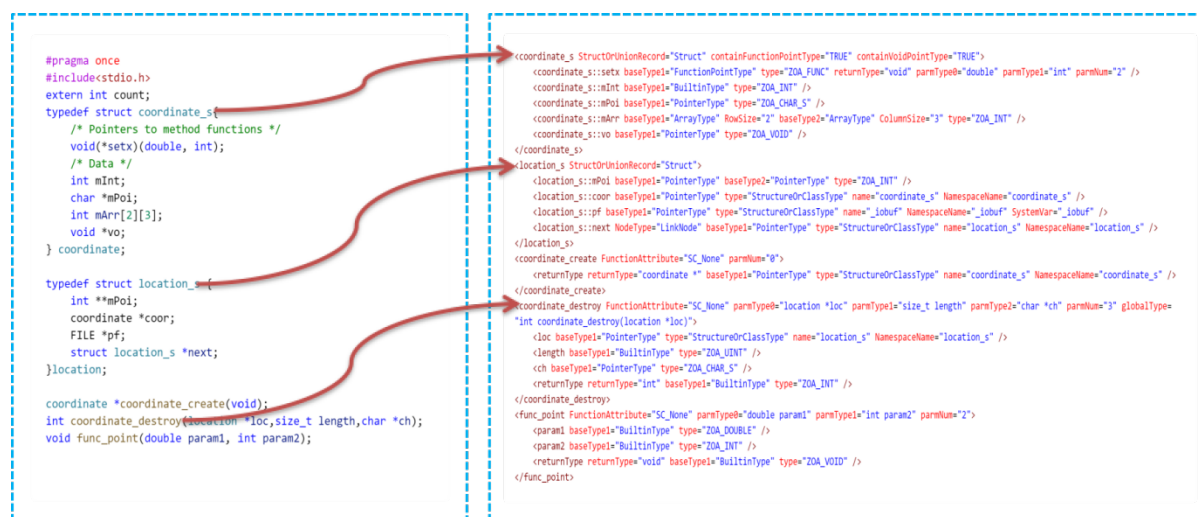 #pragma once
#include<stdio.h>
extern int count;
typedef struct coordinate_s{
/* Pointers to method functions */
void(*setx)(double, int);
/* Data */
int mInt;
char *mPoi;
int mArr[2][3];
void *vo;
} coordinate;
typedef struct location_s {
int **mPoi;
coordinate *coor;
FILE *pf;
struct location_s *next;
}location;
coordinate *coordinate_create(void);
int coordinate_destroy(location *loc,size_t length,char *ch);
void func_point(double param1, int param2);
<coordinate_s StructOrUnionRecord="Struct" containFunctionPointType="TRUE" containVoidPointType="TRUE">
<coordinate_s::setx baseType1="FunctionPointType" type="ZOA_FUNC" returnType="void" parmType0="double" parmType1="int" parmNum="2" />
<coordinate_s::mInt baseType1="BuiltinType" type="ZOA_INT" />
<coordinate_s::mPoi baseType1="PointerType" type="ZOA_CHAR_S" />
<coordinate_s::mArr baseType1="ArrayType" RowSize="2" baseType2="ArrayType" ColumnSize="3" type="ZOA_INT" />
<coordinate_s::vo baseType1="PointerType" type="ZOA_VOID" />
</coordinate_s>
<location_s StructOrUnionRecord="Struct">
<location_s::mPoi baseType1="PointerType" baseType2="PointerType" type="ZOA_INT" />
<location_s::coor baseType1="PointerType" type="StructureOrClassType" name="coordinate_s" NamespaceName="coordinate_s" />
<location_s::pf baseType1="PointerType" type="StructureOrClassType" name="_iobuf" NamespaceName="_iobuf" SystemVar="_iobuf" />
<location_s::next NodeType="LinkNode" baseType1="PointerType" type="StructureOrClassType" name="location_s" NamespaceName="location_s" />
</location_s>
<coordinate_create FunctionAttribute="SC_None" parmNum="0">
<returnType returnType="coordinate *" baseType1="PointerType" type="StructureOrClassType" name="coordinate_s" NamespaceName="coordinate_s" />
</coordinate_create>
<coordinate_destroy FunctionAttribute="SC_None" parmType0="location *loc" parmType1="size_t length" parmType2="char *ch" parmNum="3" globalType=
"int coordinate_destroy(location *loc)">
<loc baseType1="PointerType" type="StructureOrClassType" name="location_s" NamespaceName="location_s" />
<length baseType1="BuiltinType" type="ZOA_UINT" />
<ch baseType1="PointerType" type="ZOA_CHAR_S" />
<returnType returnType="int" baseType1="BuiltinType" type="ZOA_INT" />
</coordinate_destroy>
<func_point FunctionAttribute="SC_None" parmType0="double param1" parmType1="int param2" parmNum="2">
<param1 baseType1="BuiltinType" type="ZOA_DOUBLE" />
<param2 baseType1="BuiltinType" type="ZOA_INT" />
<returnType returnType="void" baseType1="BuiltinType" type="ZOA_VOID" />
</func_point>